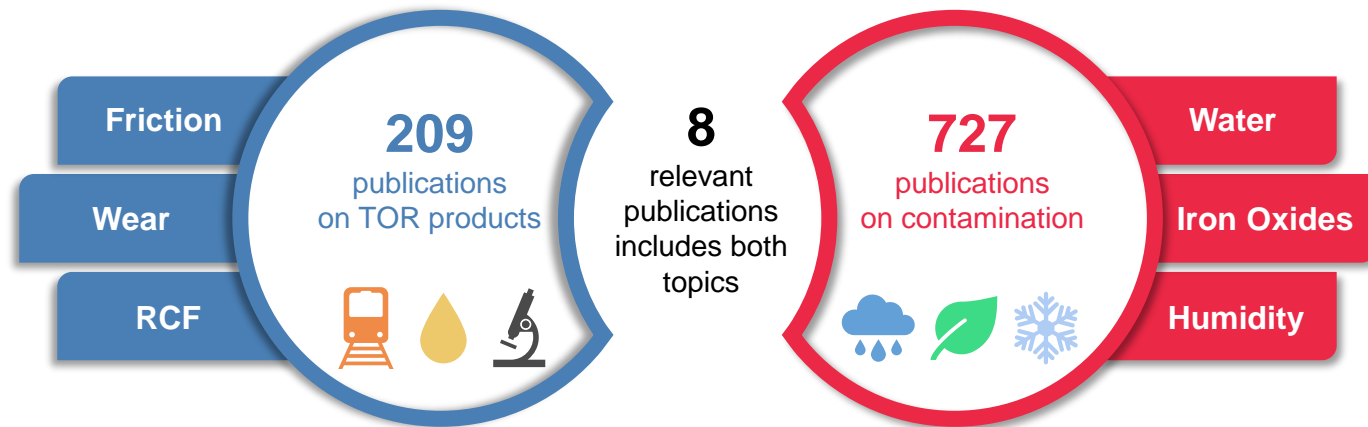 Friction
Wear
RCF
209
publications
on TOR products
8
relevant
publications
includes both
topics
727
publications
on contamination
Water
Iron Oxides
Humidity